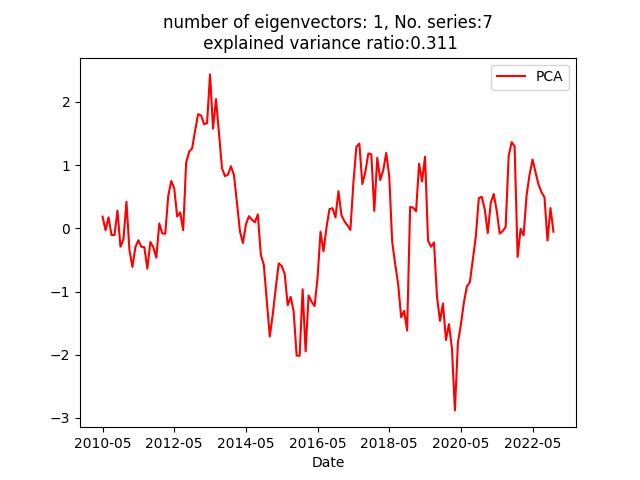 number of eigenvectors: 1, No. series:7
explained variance ratio:0.311
PCA
2
1
0
−1
−2
−3
2010-05 2012-05 2014-05 2016-05 2018-05 2020-05 2022-05
Date